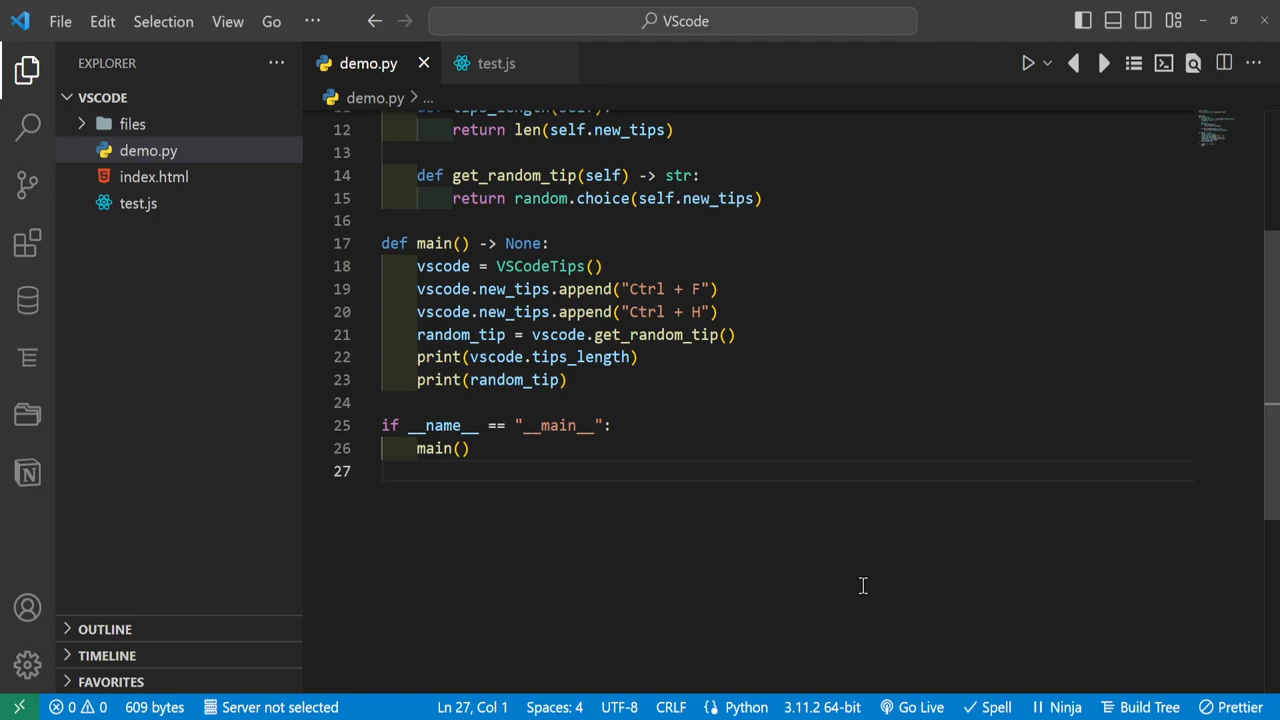 File Edit Selection View Go ··· VScode
EXPLORER ···
demo.py
test.js
VSCODE
files
demo.py
index.html
test.js
demo.py > ...
11 def tips_length(self):
12 return len(self.new_tips)
13
14 def get_random_tip(self) -> str:
15 return random.choice(self.new_tips)
16
17 def main() -> None:
18 vscode = VSCodeTips()
19 vscode.new_tips.append("Ctrl + F")
20 vscode.new_tips.append("Ctrl + H")
21 random_tip = vscode.get_random_tip()
22 print(vscode.tips_length)
23 print(random_tip)
24
25 if __name__ == "__main__":
26 main()
27
OUTLINE
TIMELINE
FAVORITES
0 0 609 bytes Server not selected Ln 27, Col 1 Spaces: 4 UTF-8 CRLF Python 3.11.2 64-bit Go Live Spell Ninja Build Tree Prettier